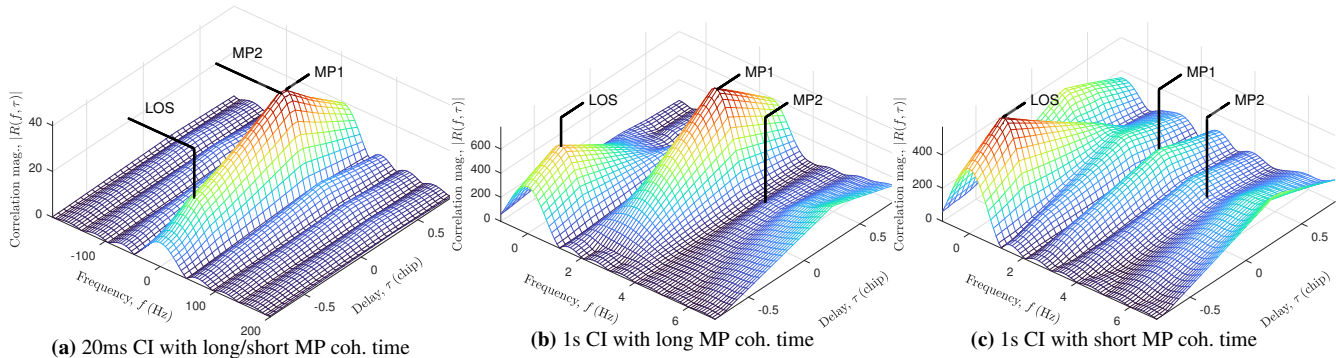 MP2
MP1
LOS
Correlation mag., |R(f, τ)|
40
20
0
-100
0
100
200
Frequency, f (Hz)
-0.5
0
0.5
Delay, τ (chip)
(a) 20ms CI with long/short MP coh. time
MP1
LOS
MP2
Correlation mag., |R(f, τ)|
600
400
200
0
0
2
4
6
Frequency, f (Hz)
-0.5
0
0.5
Delay, τ (chip)
(b) 1s CI with long MP coh. time
MP1
LOS
MP2
Correlation mag., |R(f, τ)|
400
200
0
0
2
4
6
Frequency, f (Hz)
-0.5
0
0.5
Delay, τ (chip)
(c) 1s CI with short MP coh. time